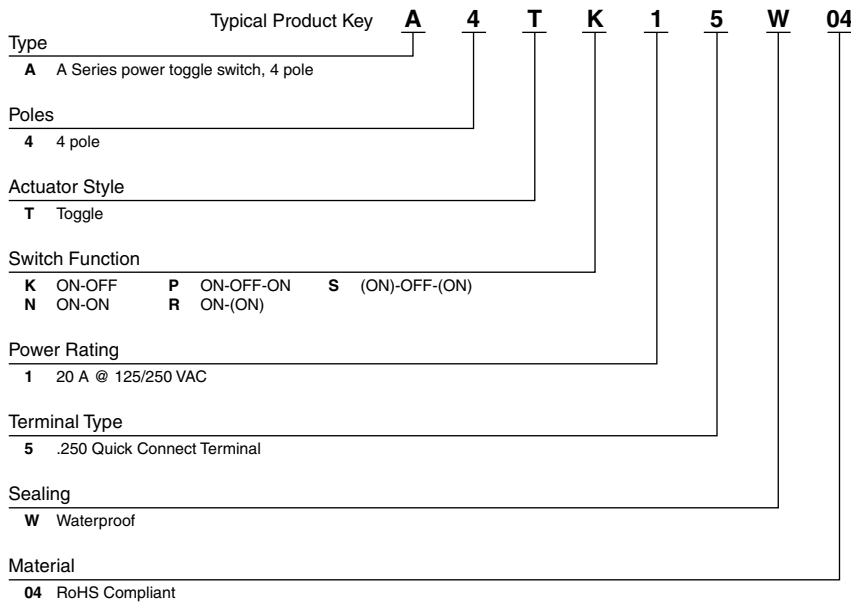 Typical Product Key A 4 T K 1 5 W 04
Type
A A Series power toggle switch, 4 pole
Poles
4 4 pole
Actuator Style
T Toggle
Switch Function
K ON-OFF P ON-OFF-ON S (ON)-OFF-(ON)
N ON-ON R ON-(ON)
Power Rating
1 20 A @ 125/250 VAC
Terminal Type
5 .250 Quick Connect Terminal
Sealing
W Waterproof
Material
04 RoHS Compliant